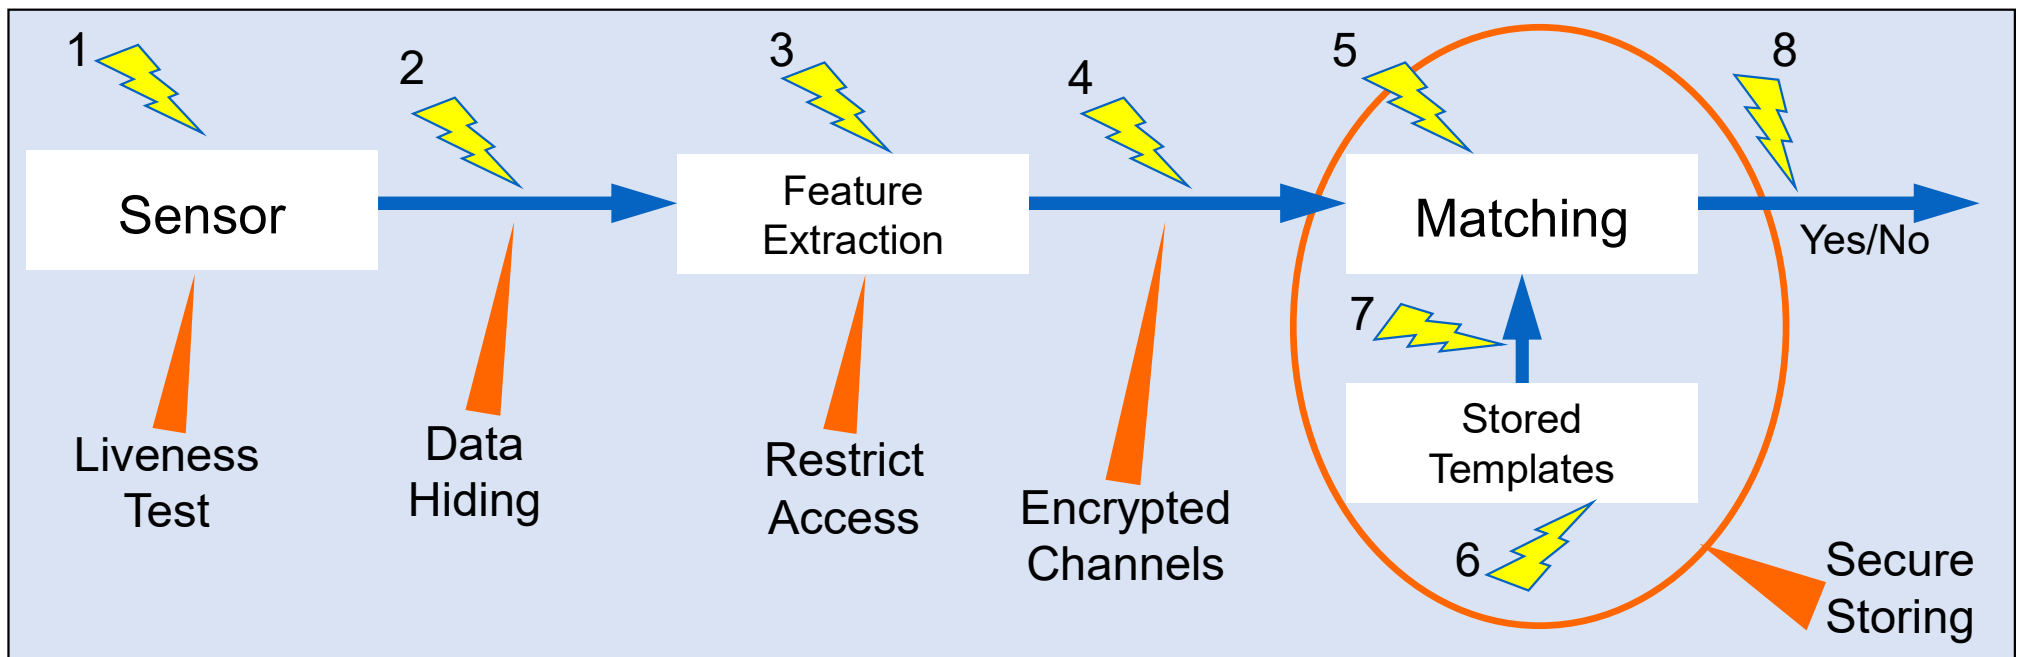 1
2
3
4
5
8
Sensor
Feature
Extraction
Matching
Yes/No
7
Stored
Templates
6
Liveness
Test
Data
Hiding
Restrict
Access
Encrypted
Channels
Secure
Storing